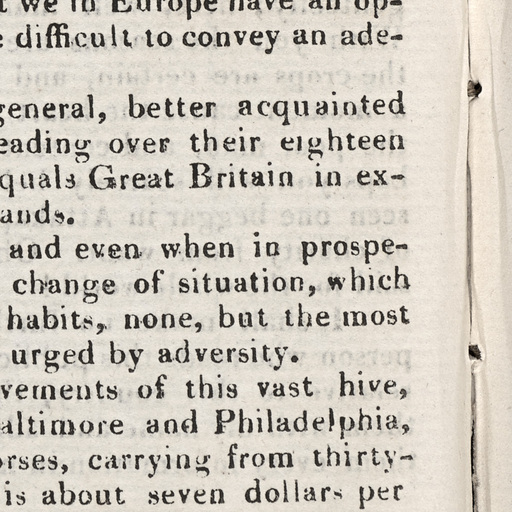 we in Europe have an op-
difficult to convey an ade-
general, better acquainted
eading over their eighteen
quals Great Britain in ex-
ands.
and even when in prospe-
change of situation, which
habits, none, but the most
urged by adversity.
vements of this vast hive,
altimore and Philadelphia,
orses, carrying from thirty-
is about seven dollars per